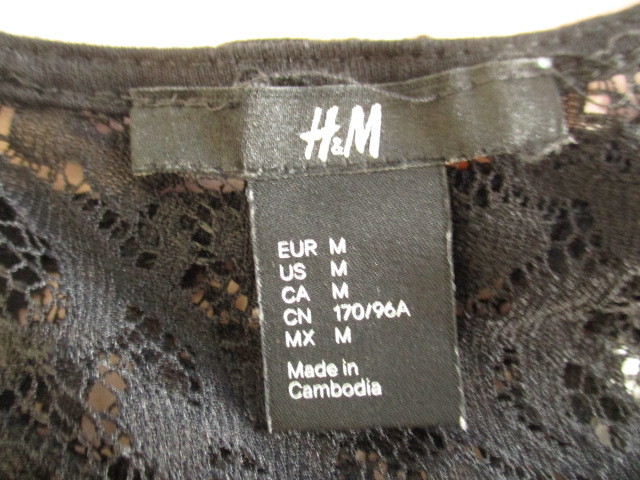 H&M
EUR M
US M
CA M
CN 170/96A
MX M
Made in
Cambodia